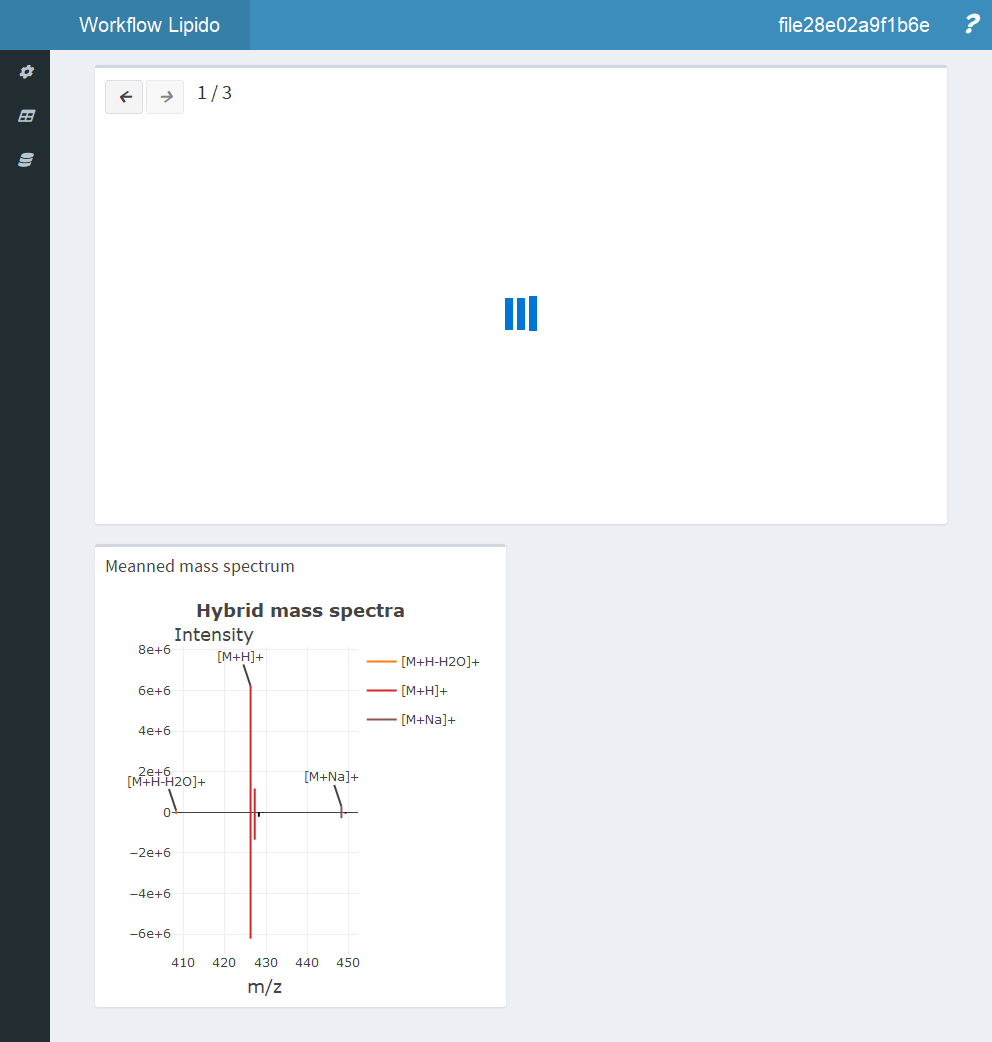 Workflow Lipido
file28e02a9f1b6e
?
1 / 3
Meanned mass spectrum
Hybrid mass spectra
Intensity
8e+6
[M+H]+
[M+H-H2O]+
6e+6
[M+H]+
[M+Na]+
4e+6
2e+6
[M+H-H2O]+
[M+Na]+
0
−2e+6
−4e+6
−6e+6
410 420 430 440 450
m/z